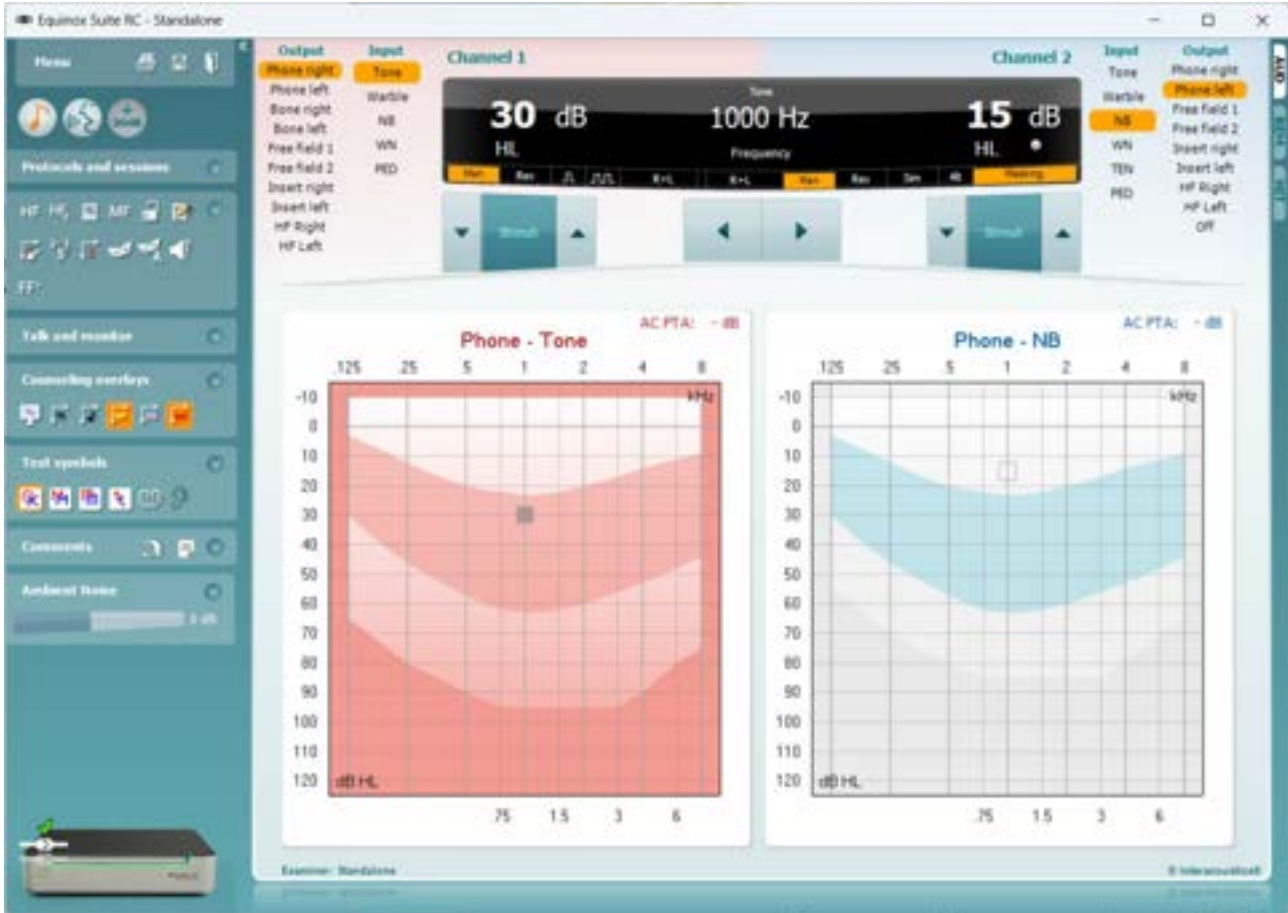 Equinox Suite RC - Standalone
Menu
Protocols and sessions
HF
MF
FF
Talk and monitor
Counseling overlays
Test symbols
Comments
Ambient Noise
dB
Output
Phone right
Phone left
Bone right
Bone left
Free field 1
Free field 2
Insert right
Insert left
HF Right
HF Left
Input
Tone
Warble
NB
WN
PED
Channel 1
Channel 2
30 dB
HL
Tone
1000 Hz
Frequency
15 dB
HL
Man Rev R+L R+L Man Rev Sim Alt Masking
Stimuli
Stimuli
Input
Tone
Warble
NB
WN
TEN
PED
Output
Phone right
Phone left
Free field 1
Free field 2
Insert right
Insert left
HF Right
HF Left
Off
AUD
AC PTA: - dB
Phone - Tone
.125 .25 .5 1 2 4 8
kHz
-10
0
10
20
30
40
50
60
70
80
90
100
110
120
dB HL
.75 1.5 3 6
AC PTA: - dB
Phone - NB
.125 .25 .5 1 2 4 8
kHz
-10
0
10
20
30
40
50
60
70
80
90
100
110
120
dB HL
.75 1.5 3 6
Examiner: Standalone